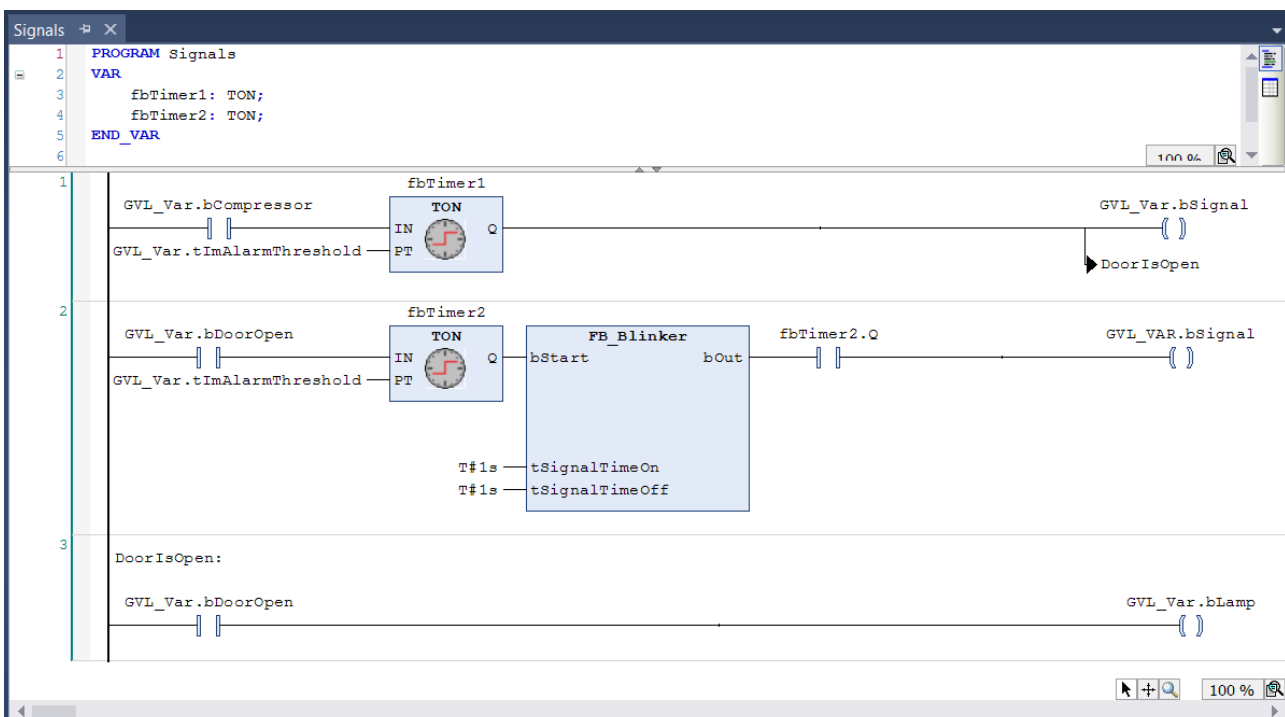 Signals
1 PROGRAM Signals
2 VAR
3 fbTimer1: TON;
4 fbTimer2: TON;
5 END_VAR
6
100 %
1
fbTimer1
GVL_Var.bCompressor TON GVL_Var.bSignal
IN Q
GVL_Var.tImAlarmThreshold PT
DoorIsOpen
2
fbTimer2
GVL_Var.bDoorOpen TON FB_Blinker fbTimer2.Q GVL_VAR.bSignal
IN Q bStart bOut
GVL_Var.tImAlarmThreshold PT
T#1s tSignalTimeOn
T#1s tSignalTimeOff
3
DoorIsOpen:
GVL_Var.bDoorOpen GVL_Var.bLamp
100 %